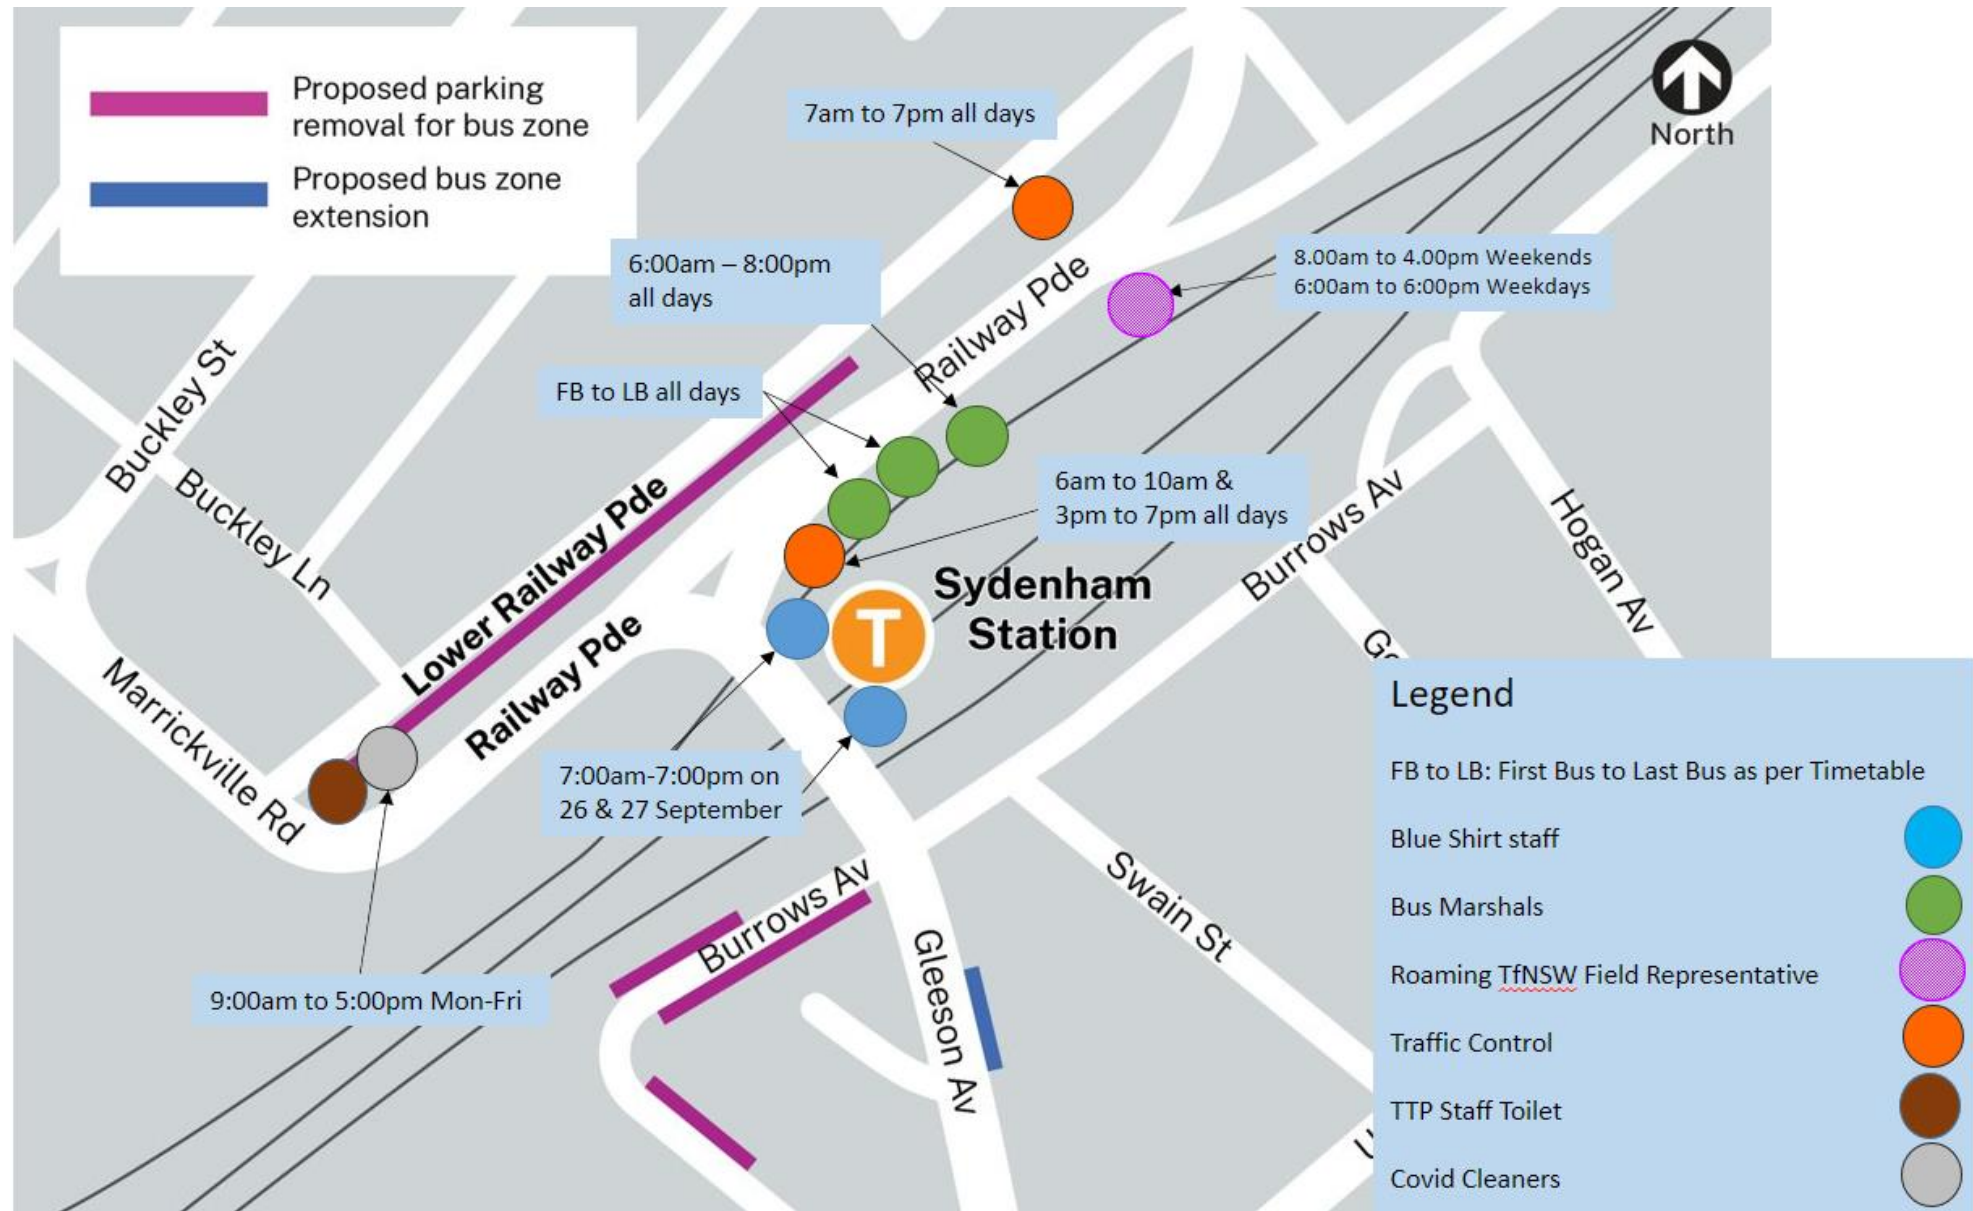 Proposed parking
removal for bus zone
Proposed bus zone
extension
7am to 7pm all days
North
6:00am – 8:00pm
all days
8.00am to 4.00pm Weekends
6:00am to 6:00pm Weekdays
Railway Pde
FB to LB all days
Buckley St
Buckley Ln
Lower Railway Pde
Railway Pde
6am to 10am &
3pm to 7pm all days
Burrows Av
Hogan Av
T
Sydenham
Station
Marrickville Rd
7:00am-7:00pm on
26 & 27 September
Burrows Av
Swain St
Gleeson Av
9:00am to 5:00pm Mon-Fri
Legend
FB to LB: First Bus to Last Bus as per Timetable
Blue Shirt staff
Bus Marshals
Roaming TfNSW Field Representative
Traffic Control
TTP Staff Toilet
Covid Cleaners